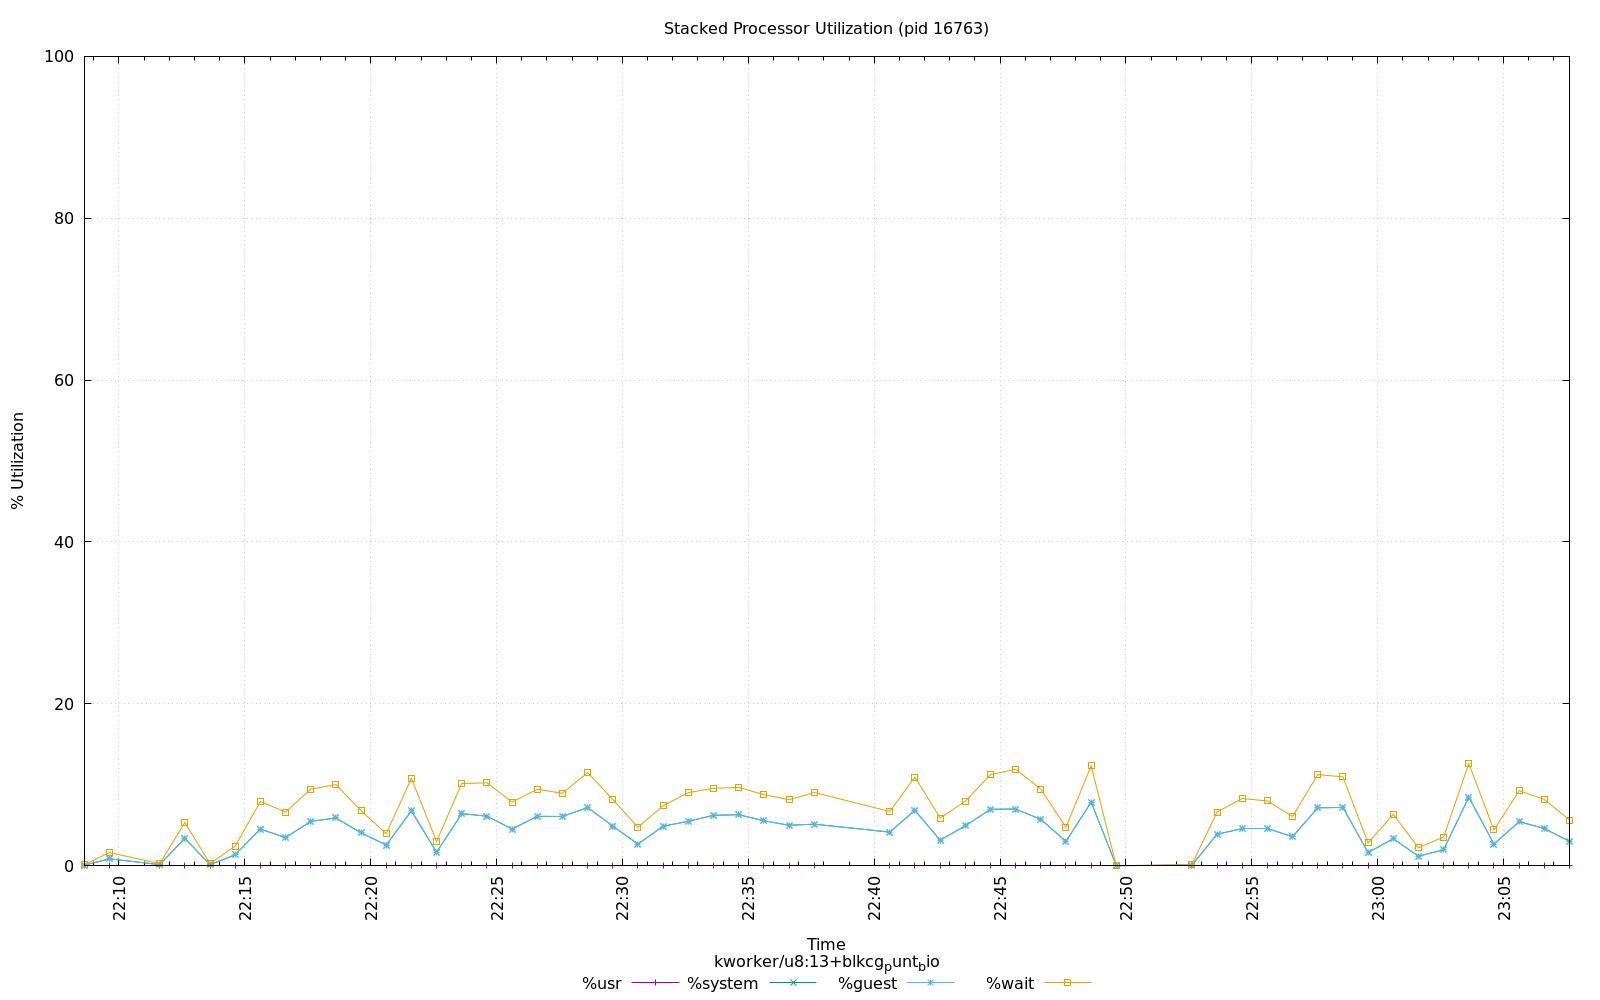 Stacked Processor Utilization (pid 16763)
100
80
60
40
20
0
% Utilization
22:10 22:15 22:20 22:25 22:30 22:35 22:40 22:45 22:50 22:55 23:00 23:05
Time
kworker/u8:13+blkcgpuntbio
%usr %system %guest %wait